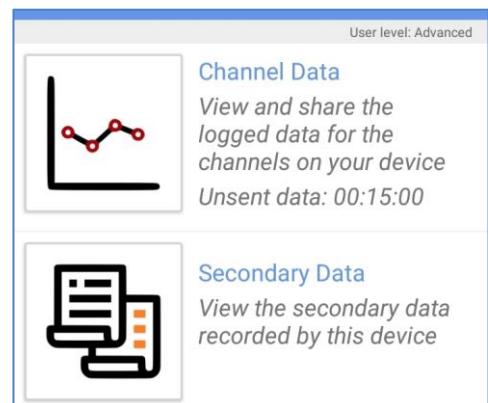 User level: Advanced
Channel Data
View and share the
logged data for the
channels on your device
Unsent data: 00:15:00
Secondary Data
View the secondary data
recorded by this device